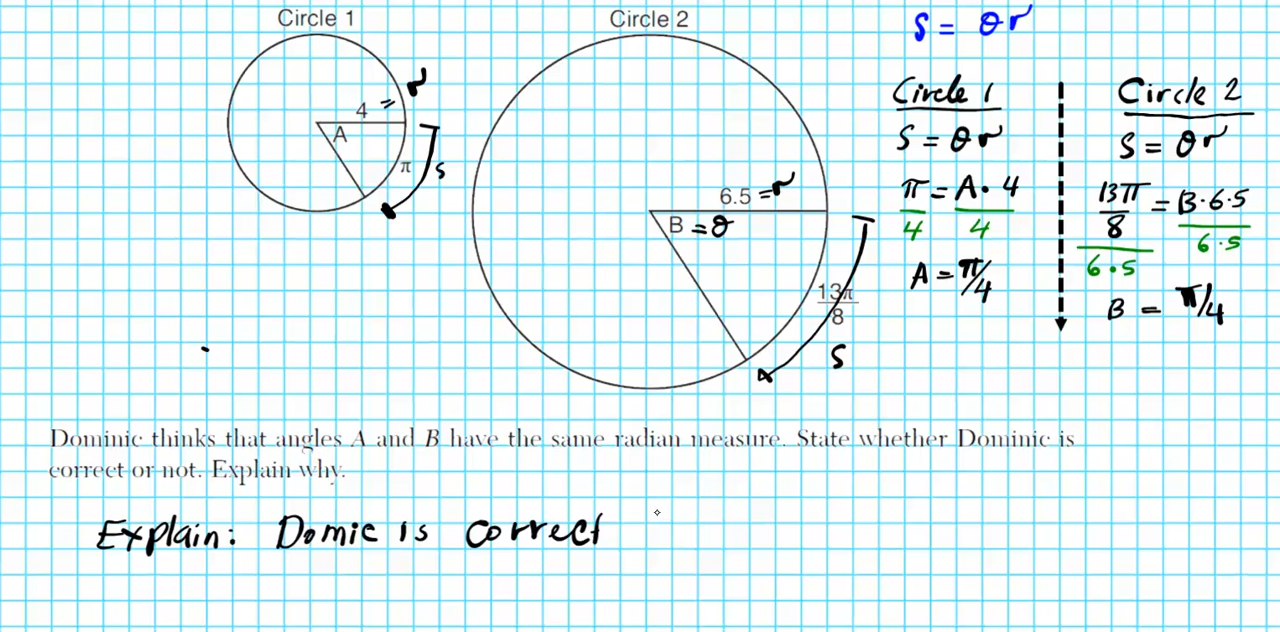 Circle 1
Circle 2
4 = r
A
π
s
6.5 = r
B = θ
13π
8
s
S = θr
Circle 1
S = θr
π = A · 4
4 4
A = π/4
Circle 2
S = θr
13π/8 = B · 6.5
6.5 6.5
B = π/4
Dominic thinks that angles A and B have the same radian measure. State whether Dominic is
correct or not. Explain why.
Explain: Domic is correct